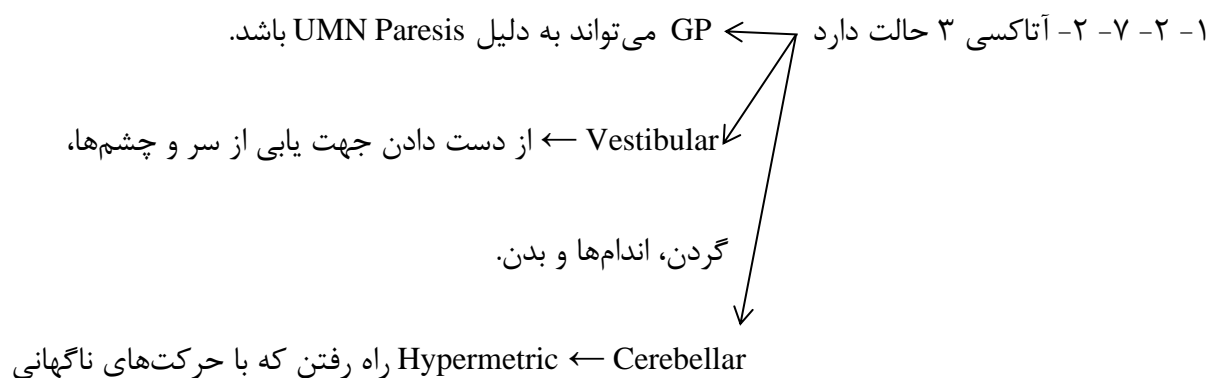 ۱- ۲- ۷- ۲- آتاکسی ۳ حالت دارد ← GP می‌تواند به دلیل UMN Paresis باشد.
Vestibular ← از دست دادن جهت یابی از سر و چشم‌ها،
گردن، اندام‌ها و بدن.
Cerebellar ← Hypermetric راه رفتن که با حرکت‌های ناگهانی